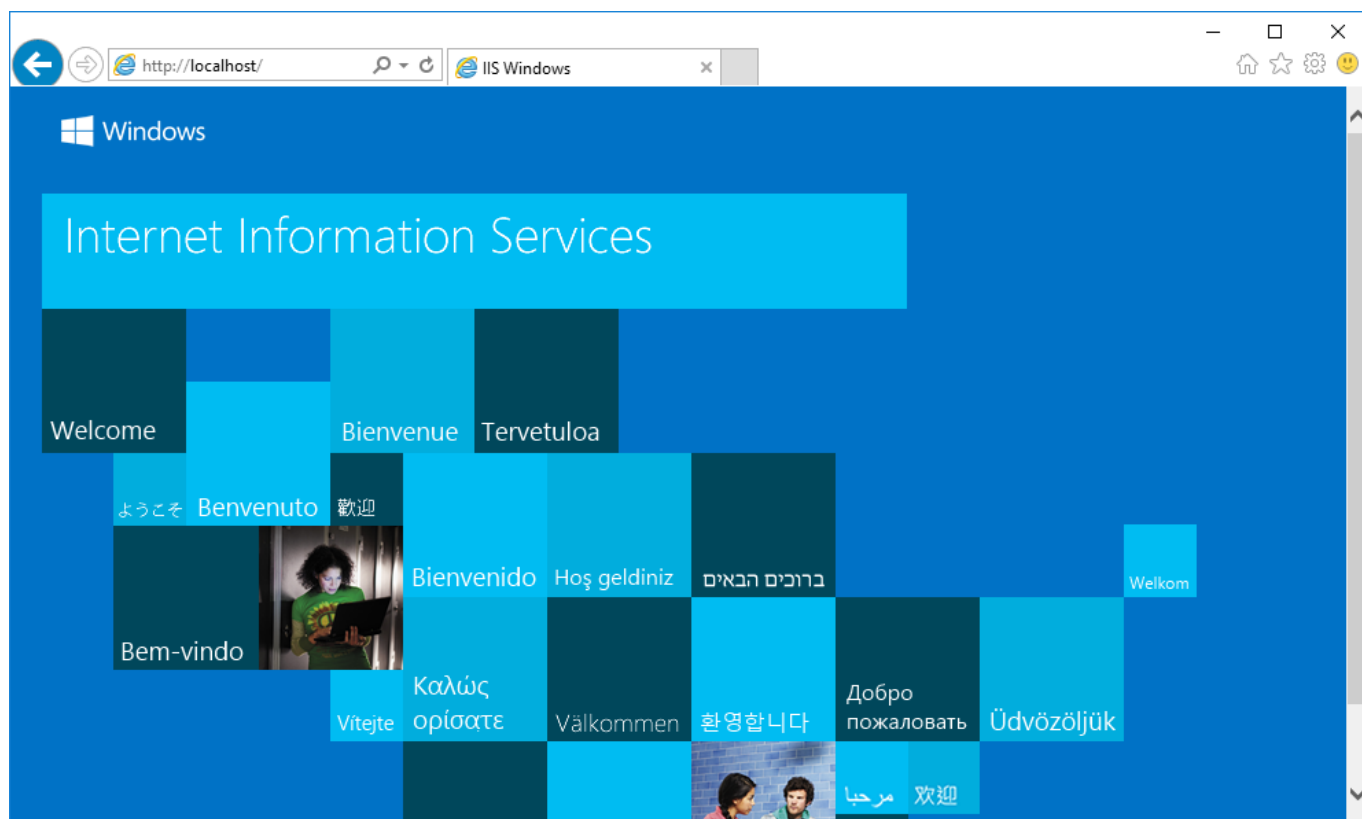 http://localhost/
IIS Windows
Windows
Internet Information Services
Welcome
Bienvenue
Tervetuloa
ようこそ
Benvenuto
歡迎
Bienvenido
Hoş geldiniz
ברוכים הבאים
Welkom
Bem-vindo
Vítejte
Καλώς
ορίσατε
Välkommen
환영합니다
Добро
пожаловать
Üdvözöljük
مرحبا
欢迎